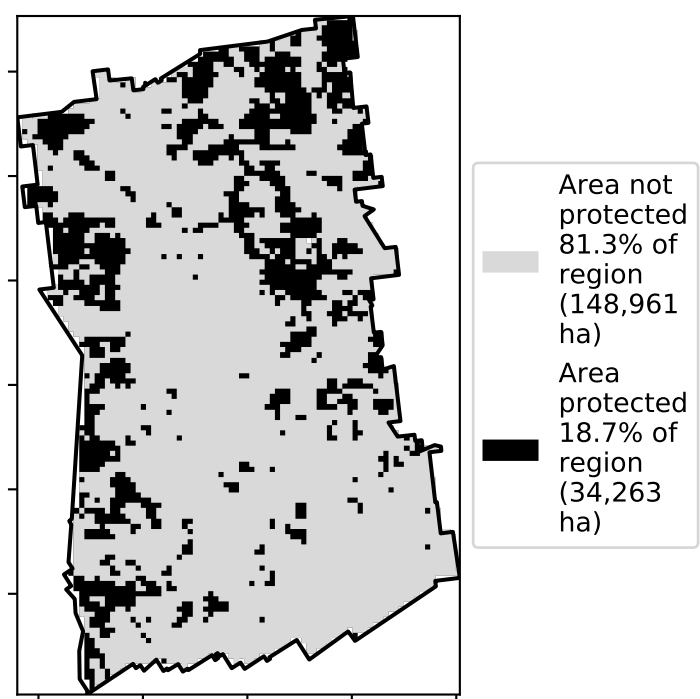 Area not
protected
81.3% of
region
(148,961
ha)
Area
protected
18.7% of
region
(34,263
ha)